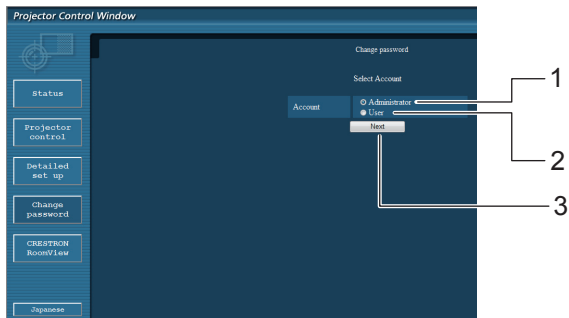 Projector Control Window
Change password
Select Account
Account
Administrator
User
Next
1
2
3
Status
Projector
control
Detailed
set up
Change
password
CRESTRON
RoomView
Japanese